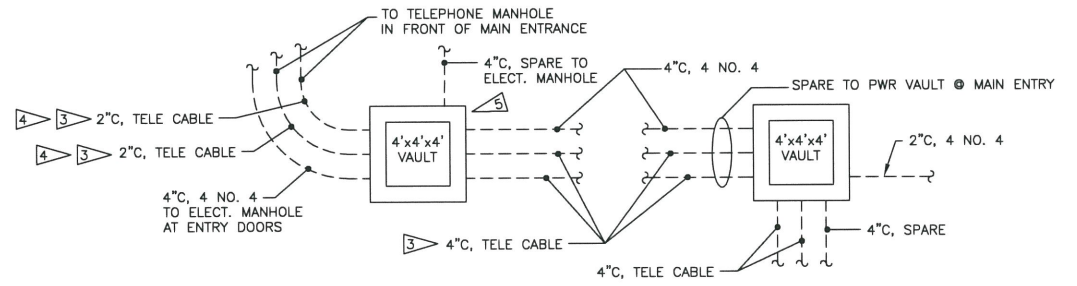 TO TELEPHONE MANHOLE
IN FRONT OF MAIN ENTRANCE
4"C, SPARE TO
ELECT. MANHOLE
4"C, 4 NO. 4
SPARE TO PWR VAULT @ MAIN ENTRY
5
4 3 2"C, TELE CABLE
4'x4'x4'
VAULT
4'x4'x4'
VAULT
2"C, 4 NO. 4
4 3 2"C, TELE CABLE
4"C, 4 NO. 4
TO ELECT. MANHOLE
AT ENTRY DOORS
3 4"C, TELE CABLE
4"C, SPARE
4"C, TELE CABLE